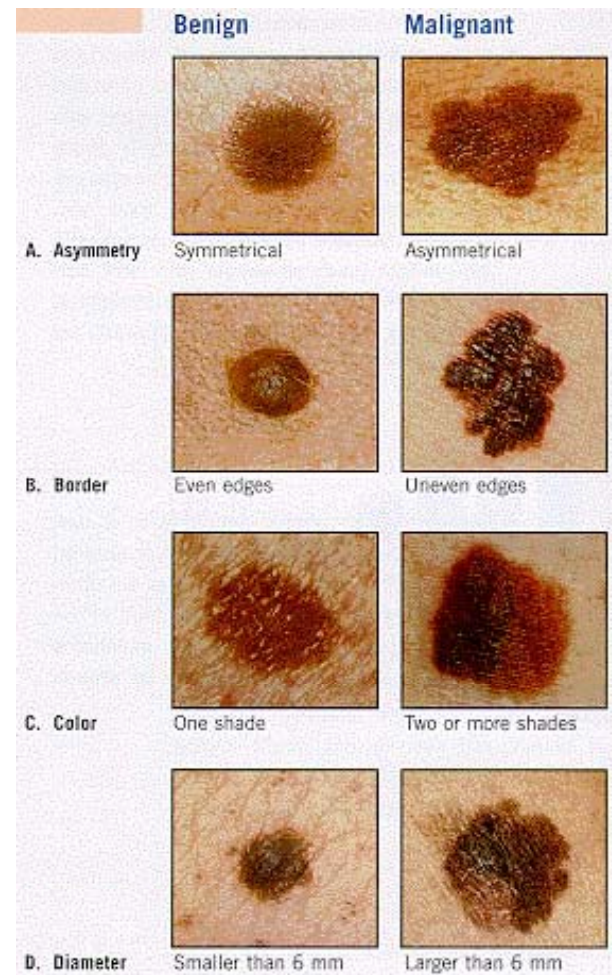 Benign Malignant
A. Asymmetry Symmetrical Asymmetrical
B. Border Even edges Uneven edges
C. Color One shade Two or more shades
D. Diameter Smaller than 6 mm Larger than 6 mm